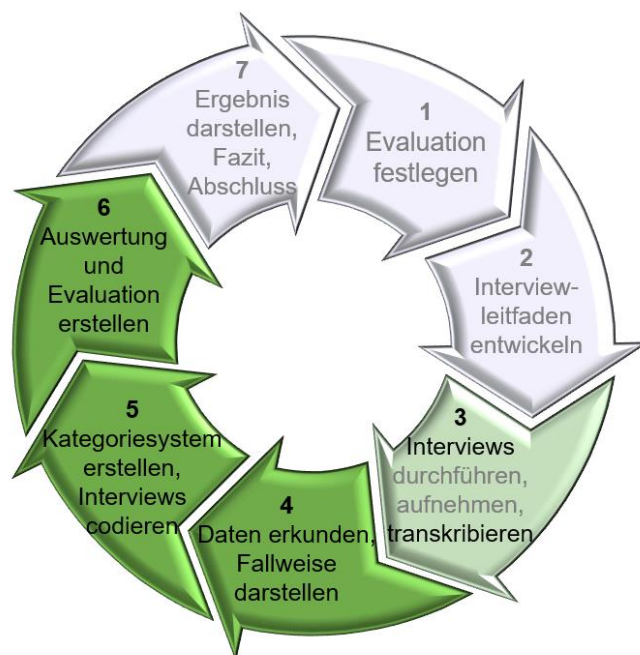 1
Evaluation
festlegen
2
Interview-
leitfaden
entwickeln
3
Interviews
durchführen,
aufnehmen,
transkribieren
4
Daten erkunden,
Fallweise
darstellen
5
Kategoriesystem
erstellen,
Interviews
codieren
6
Auswertung
und
Evaluation
erstellen
7
Ergebnis
darstellen,
Fazit,
Abschluss